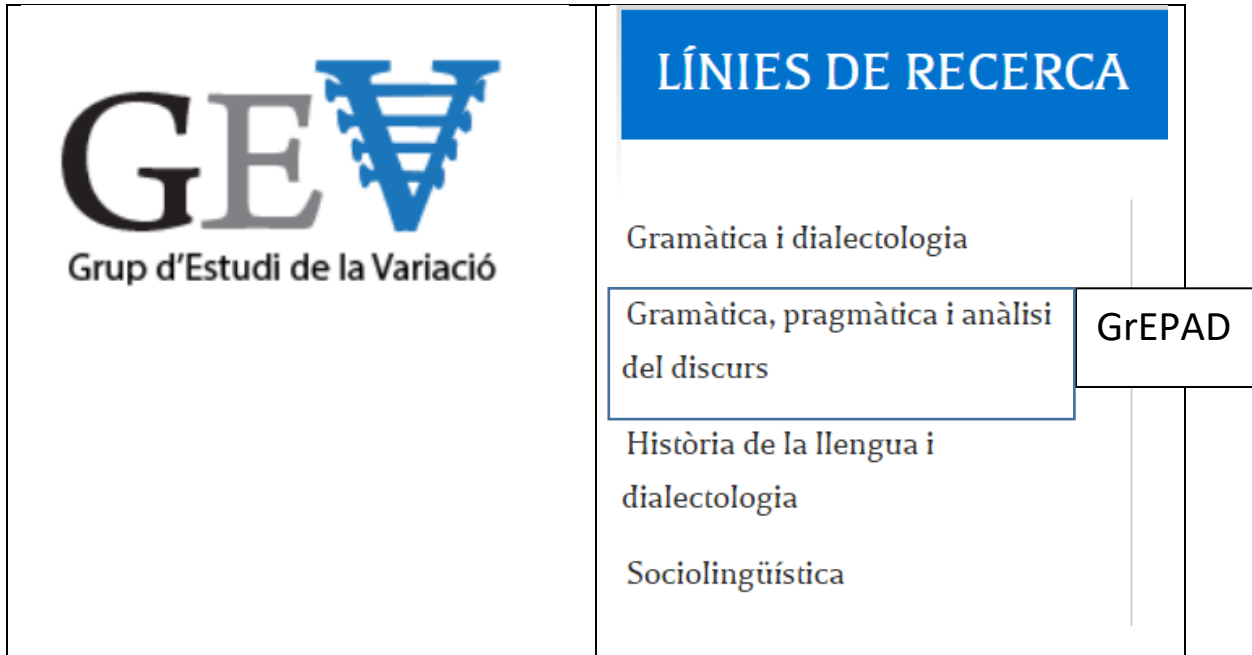 GEV
Grup d'Estudi de la Variació
LÍNIES DE RECERCA
Gramàtica i dialectologia
Gramàtica, pragmàtica i anàlisi
del discurs
GrEPAD
Història de la llengua i
dialectologia
Sociolingüística